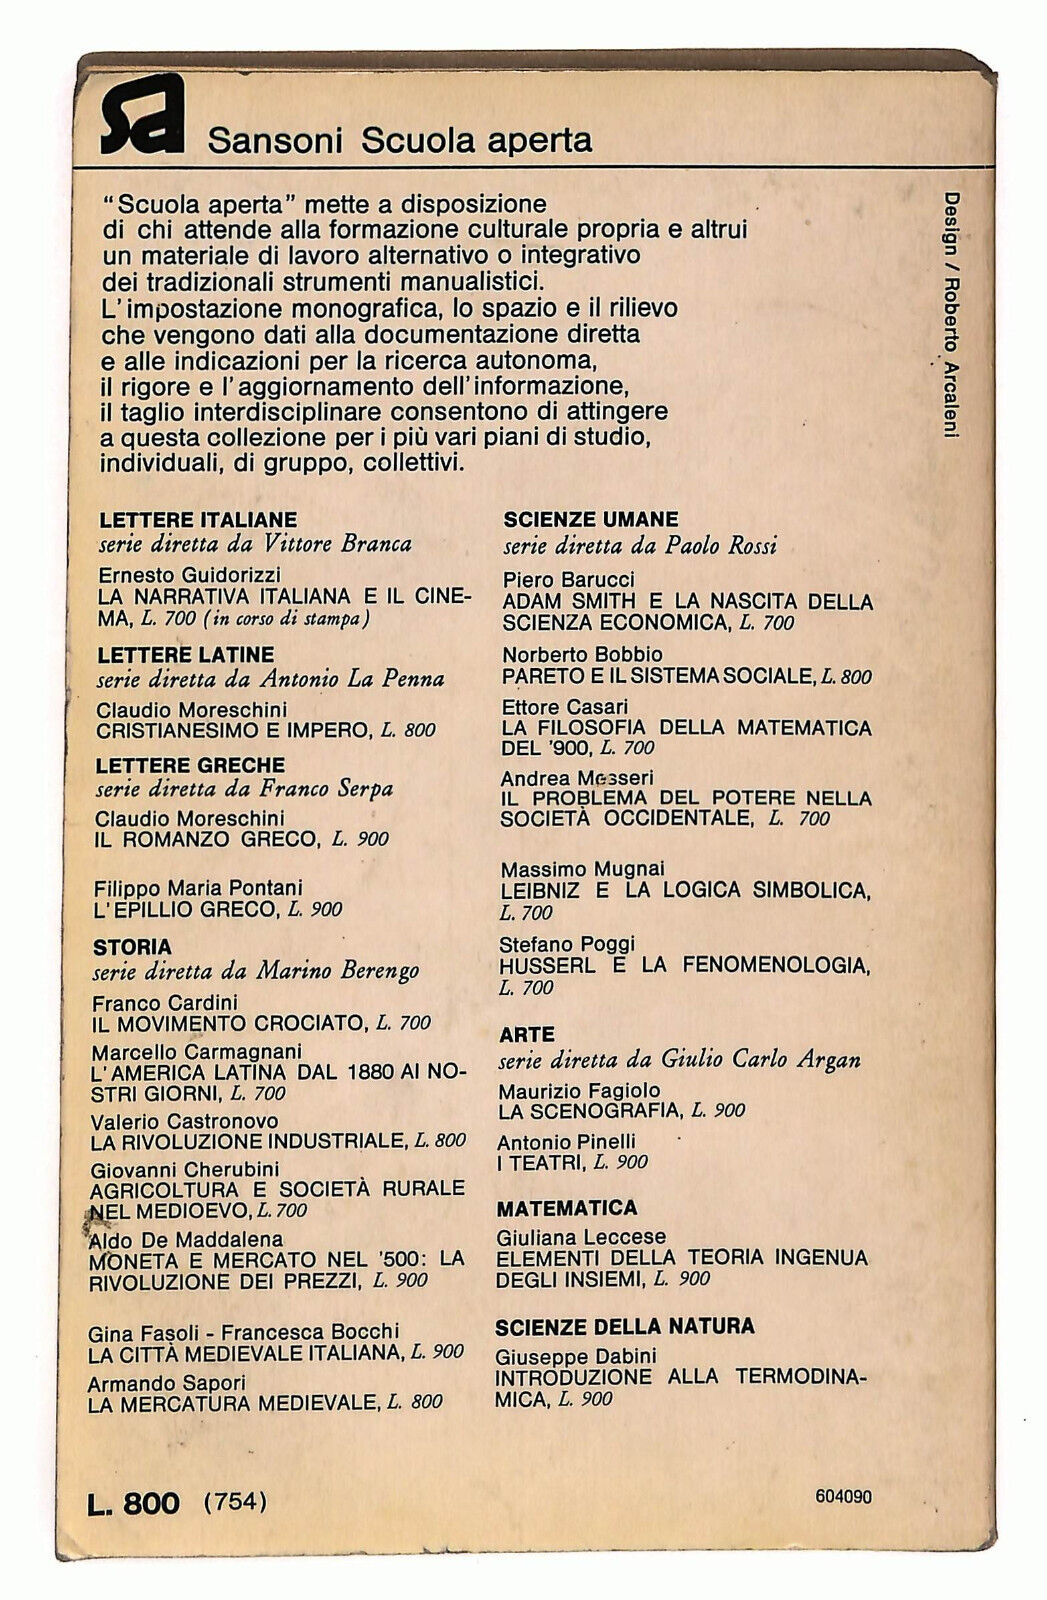 sa Sansoni Scuola aperta
"Scuola aperta" mette a disposizione
di chi attende alla formazione culturale propria e altrui
un materiale di lavoro alternativo o integrativo
dei tradizionali strumenti manualistici.
L'impostazione monografica, lo spazio e il rilievo
che vengono dati alla documentazione diretta
e alle indicazioni per la ricerca autonoma,
il rigore e l'aggiornamento dell'informazione,
il taglio interdisciplinare consentono di attingere
a questa collezione per i più vari piani di studio,
individuali, di gruppo, collettivi.
Design / Roberto Arcaleni
LETTERE ITALIANE
serie diretta da Vittore Branca
Ernesto Guidorizzi
LA NARRATIVA ITALIANA E IL CINE-
MA, L. 700 (in corso di stampa)
LETTERE LATINE
serie diretta da Antonio La Penna
Claudio Moreschini
CRISTIANESIMO E IMPERO, L. 800
LETTERE GRECHE
serie diretta da Franco Serpa
Claudio Moreschini
IL ROMANZO GRECO, L. 900
Filippo Maria Pontani
L'EPILLIO GRECO, L. 900
STORIA
serie diretta da Marino Berengo
Franco Cardini
IL MOVIMENTO CROCIATO, L. 700
Marcello Carmagnani
L'AMERICA LATINA DAL 1880 AI NO-
STRI GIORNI, L. 700
Valerio Castronovo
LA RIVOLUZIONE INDUSTRIALE, L. 800
Giovanni Cherubini
AGRICOLTURA E SOCIETÀ RURALE
NEL MEDIOEVO, L. 700
Aldo De Maddalena
MONETA E MERCATO NEL '500: LA
RIVOLUZIONE DEI PREZZI, L. 900
Gina Fasoli - Francesca Bocchi
LA CITTÀ MEDIEVALE ITALIANA, L. 900
Armando Sapori
LA MERCATURA MEDIEVALE, L. 800
SCIENZE UMANE
serie diretta da Paolo Rossi
Piero Barucci
ADAM SMITH E LA NASCITA DELLA
SCIENZA ECONOMICA, L. 700
Norberto Bobbio
PARETO E IL SISTEMA SOCIALE, L. 800
Ettore Casari
LA FILOSOFIA DELLA MATEMATICA
DEL '900, L. 700
Andrea Messeri
IL PROBLEMA DEL POTERE NELLA
SOCIETÀ OCCIDENTALE, L. 700
Massimo Mugnai
LEIBNIZ E LA LOGICA SIMBOLICA,
L. 700
Stefano Poggi
HUSSERL E LA FENOMENOLOGIA,
L. 700
ARTE
serie diretta da Giulio Carlo Argan
Maurizio Fagiolo
LA SCENOGRAFIA, L. 900
Antonio Pinelli
I TEATRI, L. 900
MATEMATICA
Giuliana Leccese
ELEMENTI DELLA TEORIA INGENUA
DEGLI INSIEMI, L. 900
SCIENZE DELLA NATURA
Giuseppe Dabini
INTRODUZIONE ALLA TERMODINA-
MICA, L. 900
L. 800 (754)
604090